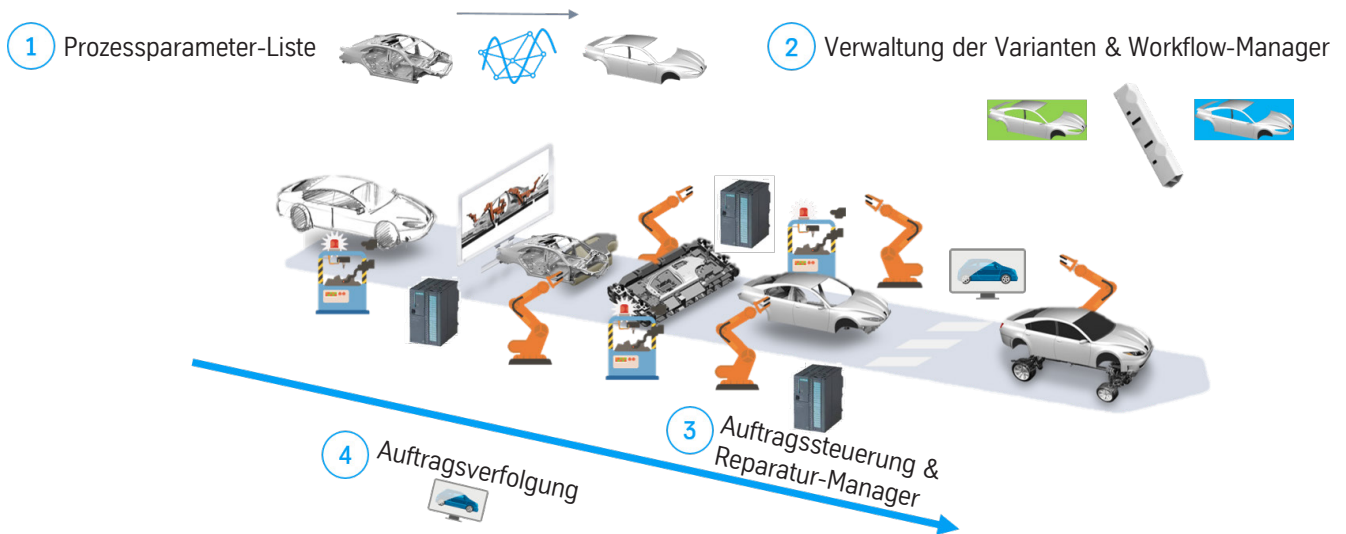 1 Prozessparameter-Liste
2 Verwaltung der Varianten & Workflow-Manager
3 Auftragssteuerung &
Reparatur-Manager
4 Auftragsverfolgung